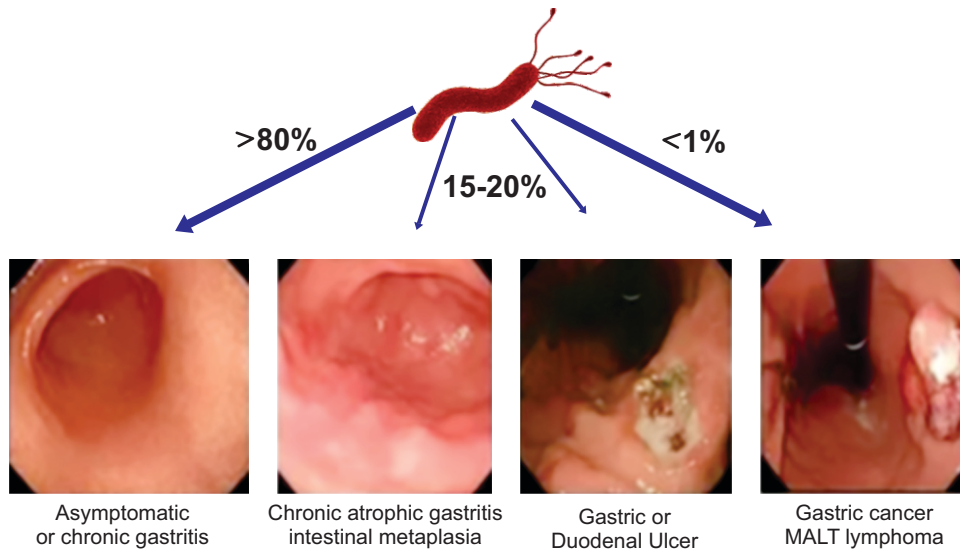 >80%
<1%
15-20%
Asymptomatic
or chronic gastritis
Chronic atrophic gastritis
intestinal metaplasia
Gastric or
Duodenal Ulcer
Gastric cancer
MALT lymphoma